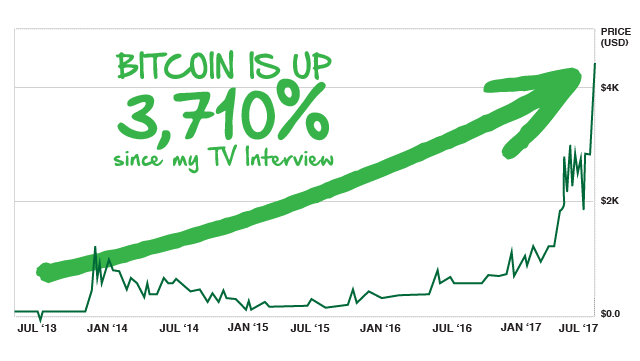 PRICE
(USD)
BITCOIN IS UP
3,710%
since my TV Interview
$4K
$2K
$0.0
JUL ‘13 JAN ‘14 JUL ‘14 JAN ‘15 JUL ‘15 JAN ‘16 JUL ‘16 JAN ‘17 JUL ‘17